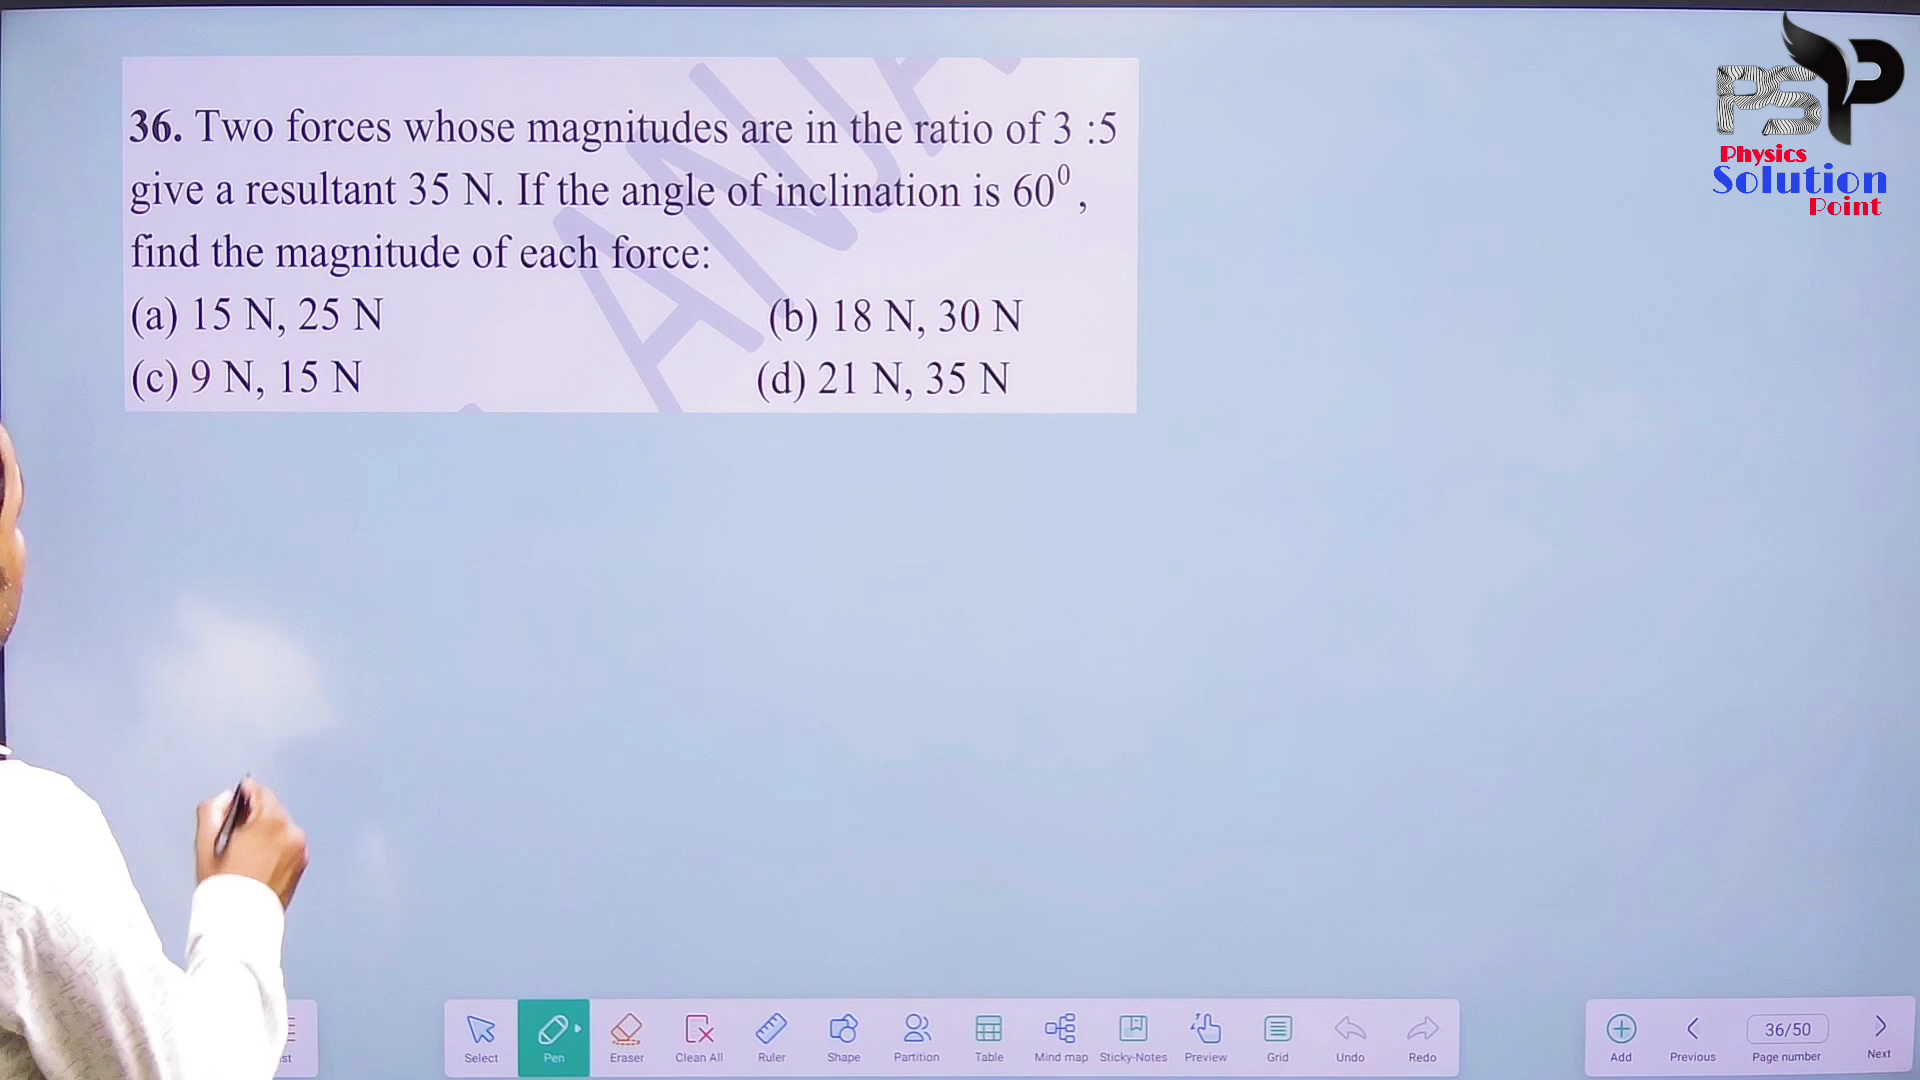 36. Two forces whose magnitudes are in the ratio of 3 :5
give a resultant 35 N. If the angle of inclination is 60⁰ ,
find the magnitude of each force:
(a) 15 N, 25 N (b) 18 N, 30 N
(c) 9 N, 15 N (d) 21 N, 35 N
PSP
Physics
Solution
Point
Select Pen Eraser Clean All Ruler Shape Partition Table Mind map Sticky-Notes Preview Grid Undo Redo
36/50
Add Previous Page number Next